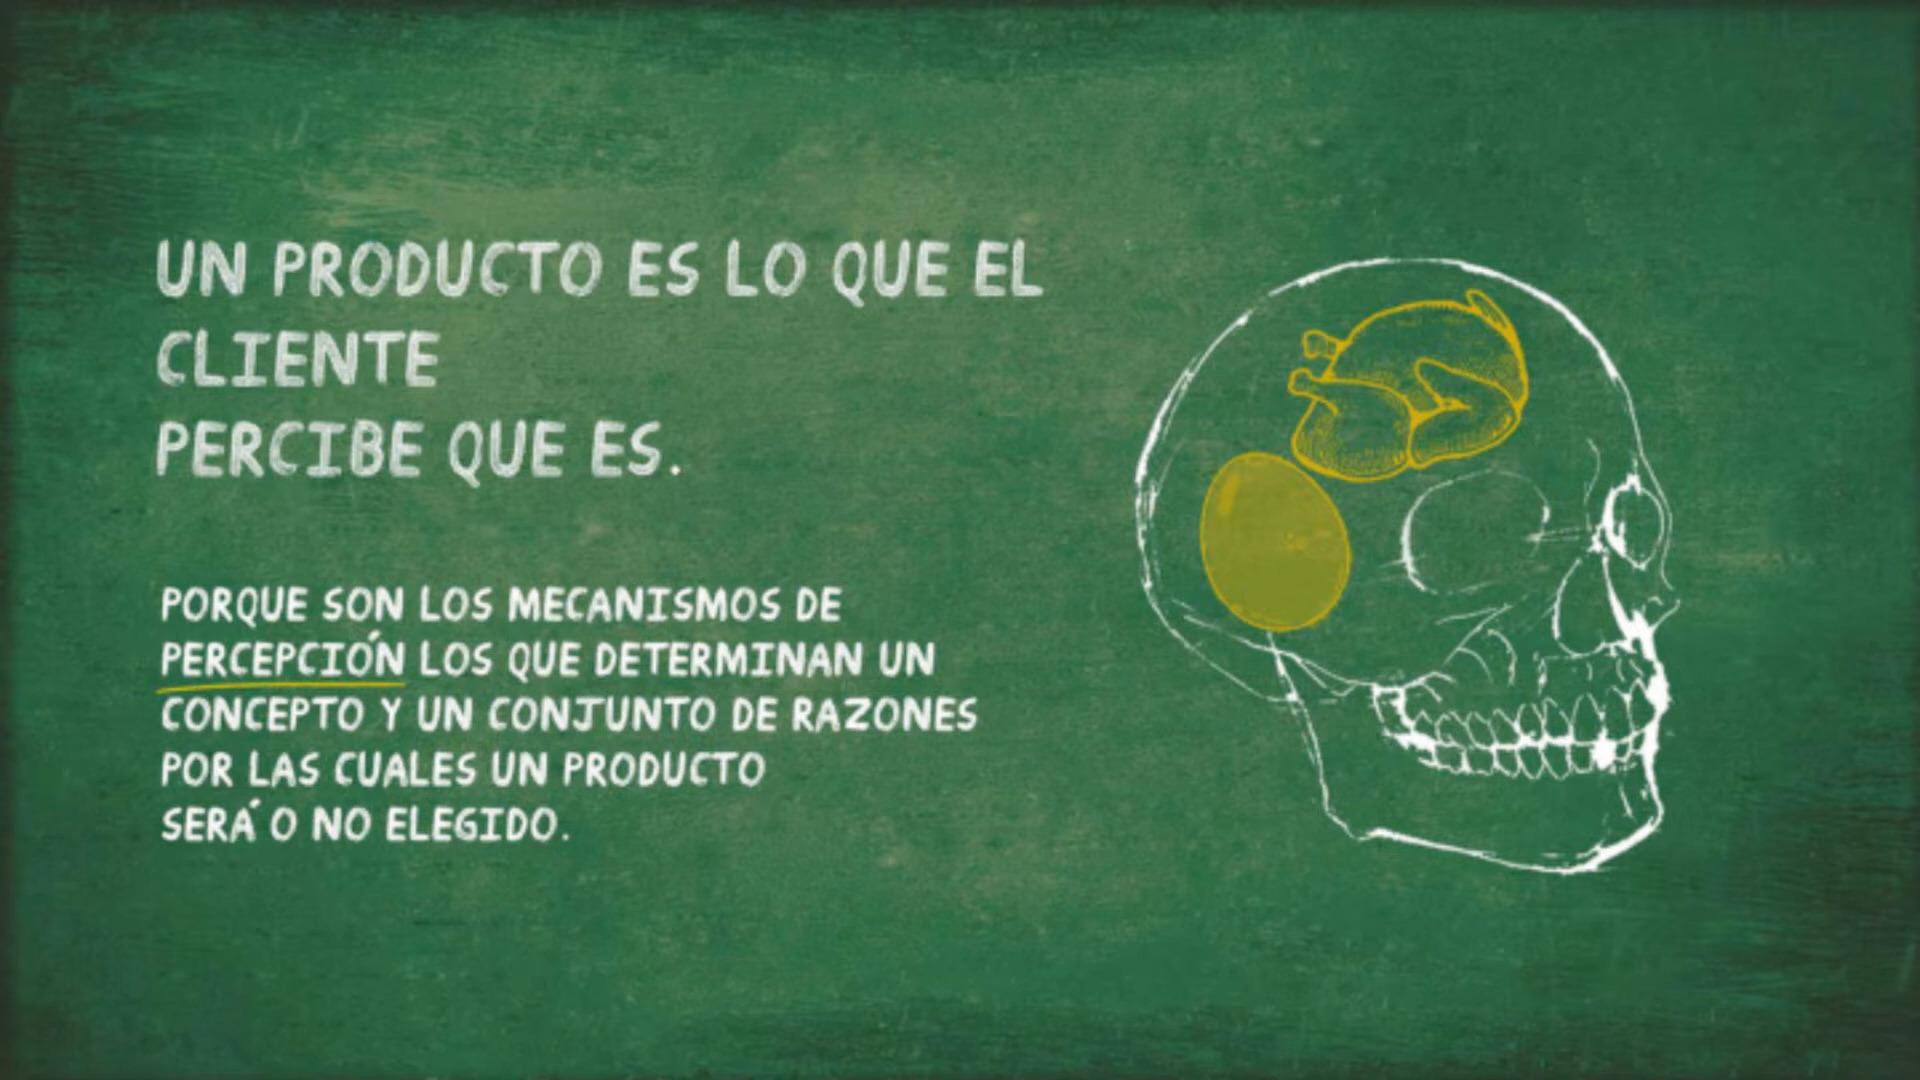 UN PRODUCTO ES LO QUE EL
CLIENTE
PERCIBE QUE ES.
PORQUE SON LOS MECANISMOS DE
PERCEPCIÓN LOS QUE DETERMINAN UN
CONCEPTO Y UN CONJUNTO DE RAZONES
POR LAS CUALES UN PRODUCTO
SERÁ O NO ELEGIDO.